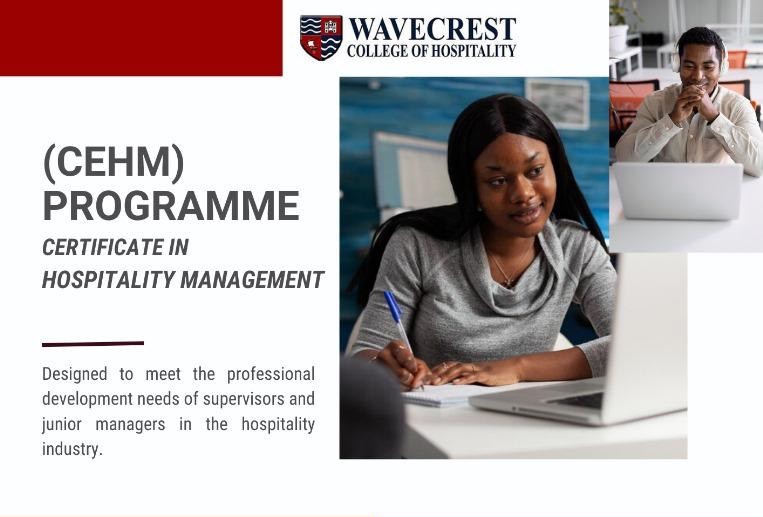 WAVECREST
COLLEGE OF HOSPITALITY
(CEHM)
PROGRAMME
CERTIFICATE IN
HOSPITALITY MANAGEMENT
Designed to meet the professional
development needs of supervisors and
junior managers in the hospitality
industry.